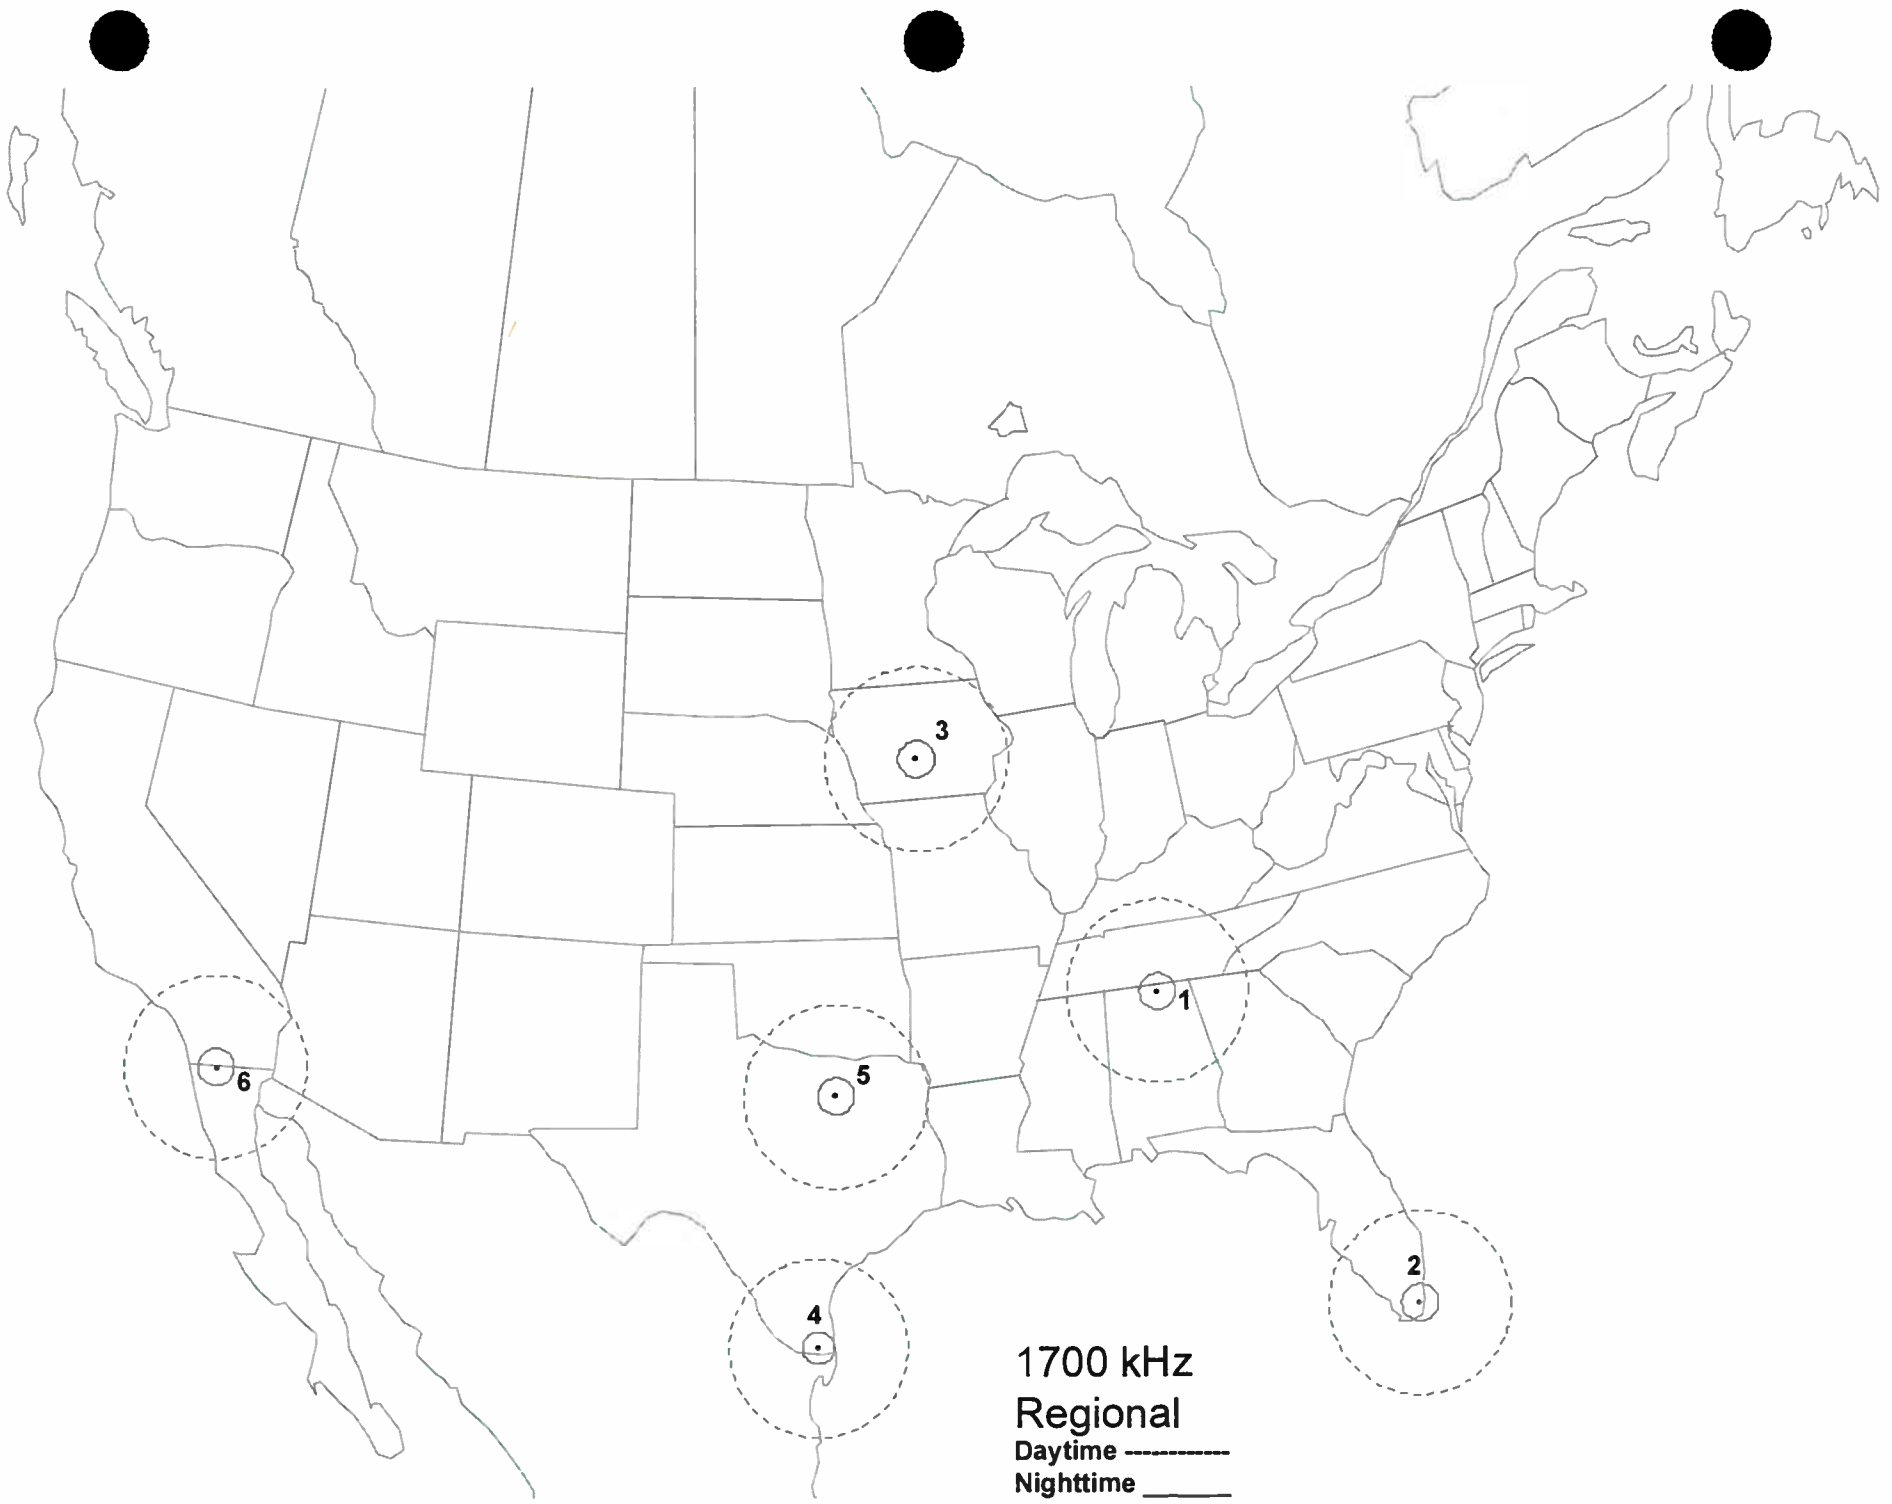 3
1
6
5
2
4
1700 kHz
Regional
Daytime ------------
Nighttime ______